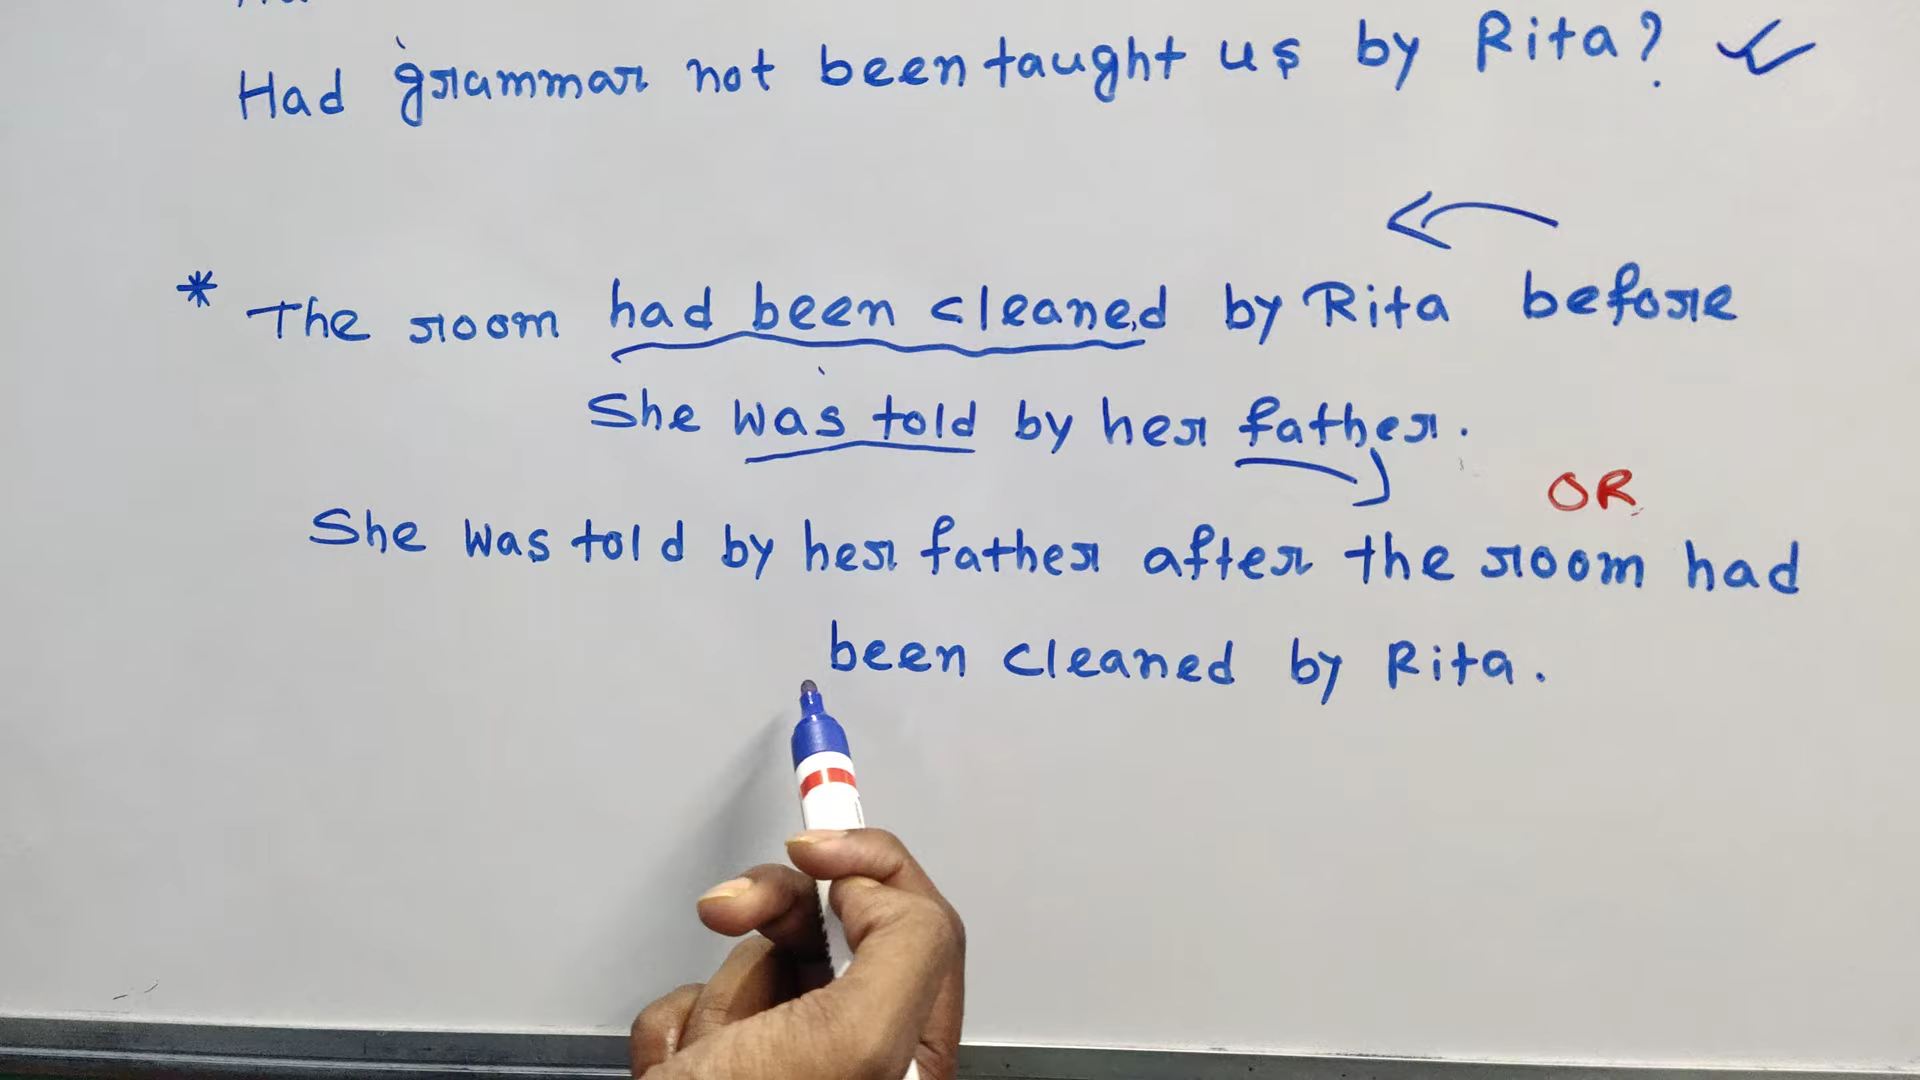 Had grammar not been taught us by Rita?
* The room had been cleaned by Rita before
She was told by her father.
OR
She was told by her father after the room had
been cleaned by Rita.